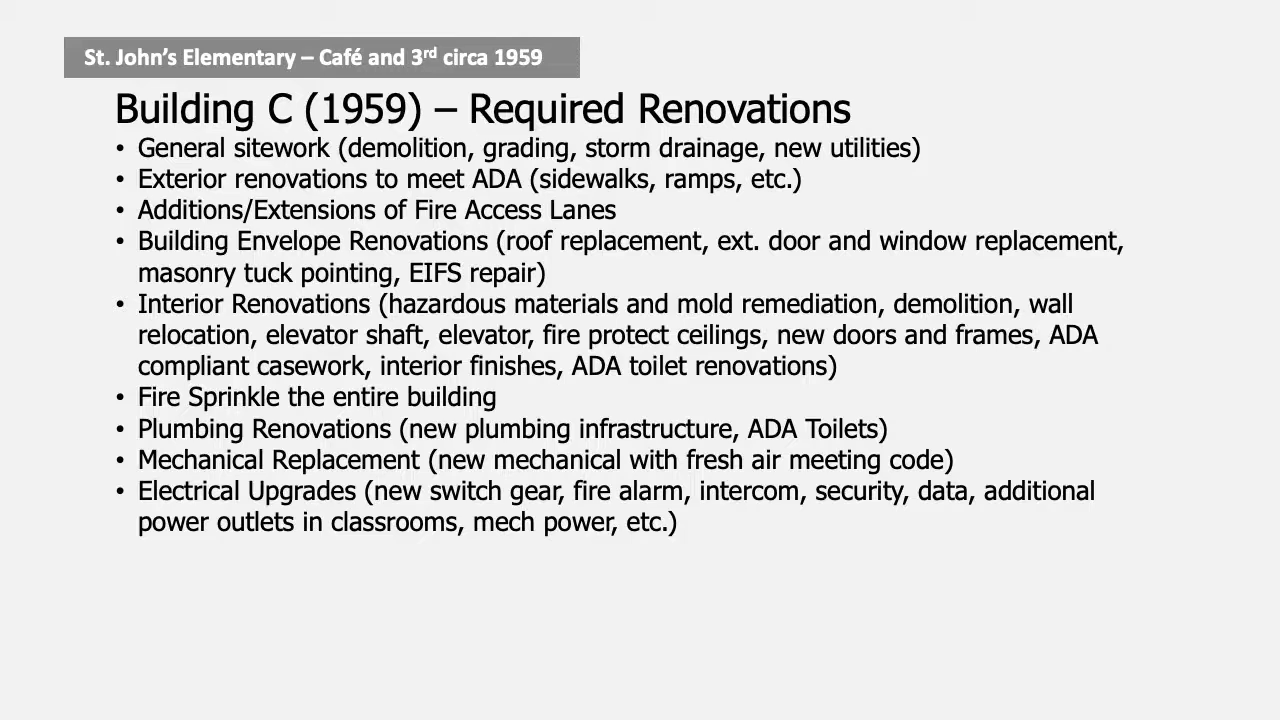 St. John’s Elementary – Café and 3rd circa 1959
Building C (1959) – Required Renovations
• General sitework (demolition, grading, storm drainage, new utilities)
• Exterior renovations to meet ADA (sidewalks, ramps, etc.)
• Additions/Extensions of Fire Access Lanes
• Building Envelope Renovations (roof replacement, ext. door and window replacement,
masonry tuck pointing, EIFS repair)
• Interior Renovations (hazardous materials and mold remediation, demolition, wall
relocation, elevator shaft, elevator, fire protect ceilings, new doors and frames, ADA
compliant casework, interior finishes, ADA toilet renovations)
• Fire Sprinkle the entire building
• Plumbing Renovations (new plumbing infrastructure, ADA Toilets)
• Mechanical Replacement (new mechanical with fresh air meeting code)
• Electrical Upgrades (new switch gear, fire alarm, intercom, security, data, additional
power outlets in classrooms, mech power, etc.)